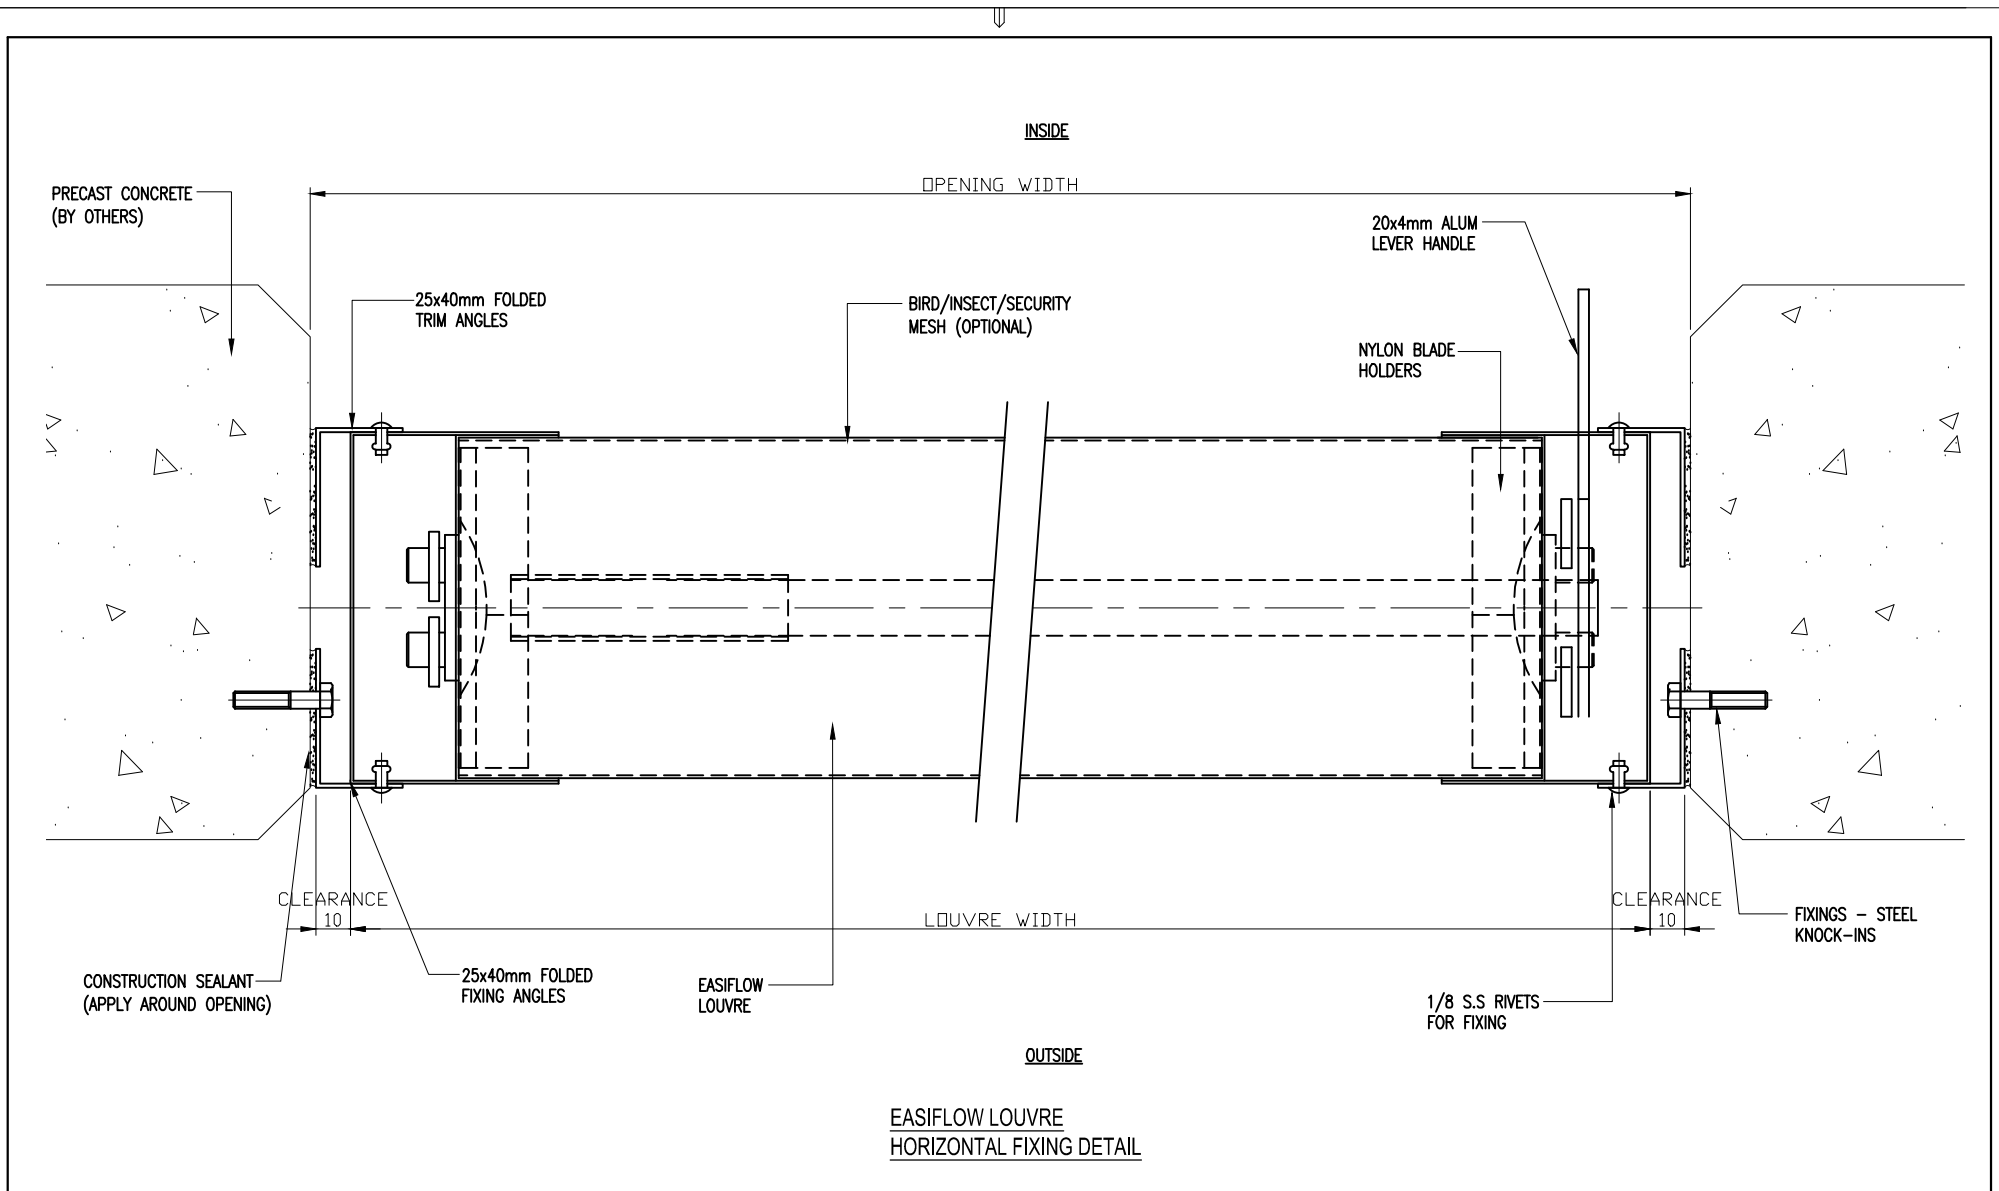 INSIDE
OPENING WIDTH
PRECAST CONCRETE
(BY OTHERS)
20x4mm ALUM
LEVER HANDLE
25x40mm FOLDED
TRIM ANGLES
BIRD/INSECT/SECURITY
MESH (OPTIONAL)
NYLON BLADE
HOLDERS
CLEARANCE
10
LOUVRE WIDTH
CLEARANCE
10
FIXINGS - STEEL
KNOCK-INS
CONSTRUCTION SEALANT
(APPLY AROUND OPENING)
25x40mm FOLDED
FIXING ANGLES
EASIFLOW
LOUVRE
1/8 S.S RIVETS
FOR FIXING
OUTSIDE
EASIFLOW LOUVRE
HORIZONTAL FIXING DETAIL